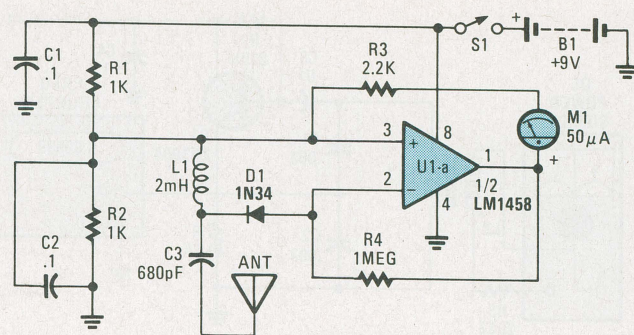 C1
.1
R1
1K
R3
2.2K
S1
+
B1
+9V
M1
50µA
+
3
8
+
U1-a
1
1/2
LM1458
2
−
4
L1
2mH
D1
1N34
R2
1K
C2
.1
C3
680pF
ANT
R4
1MEG